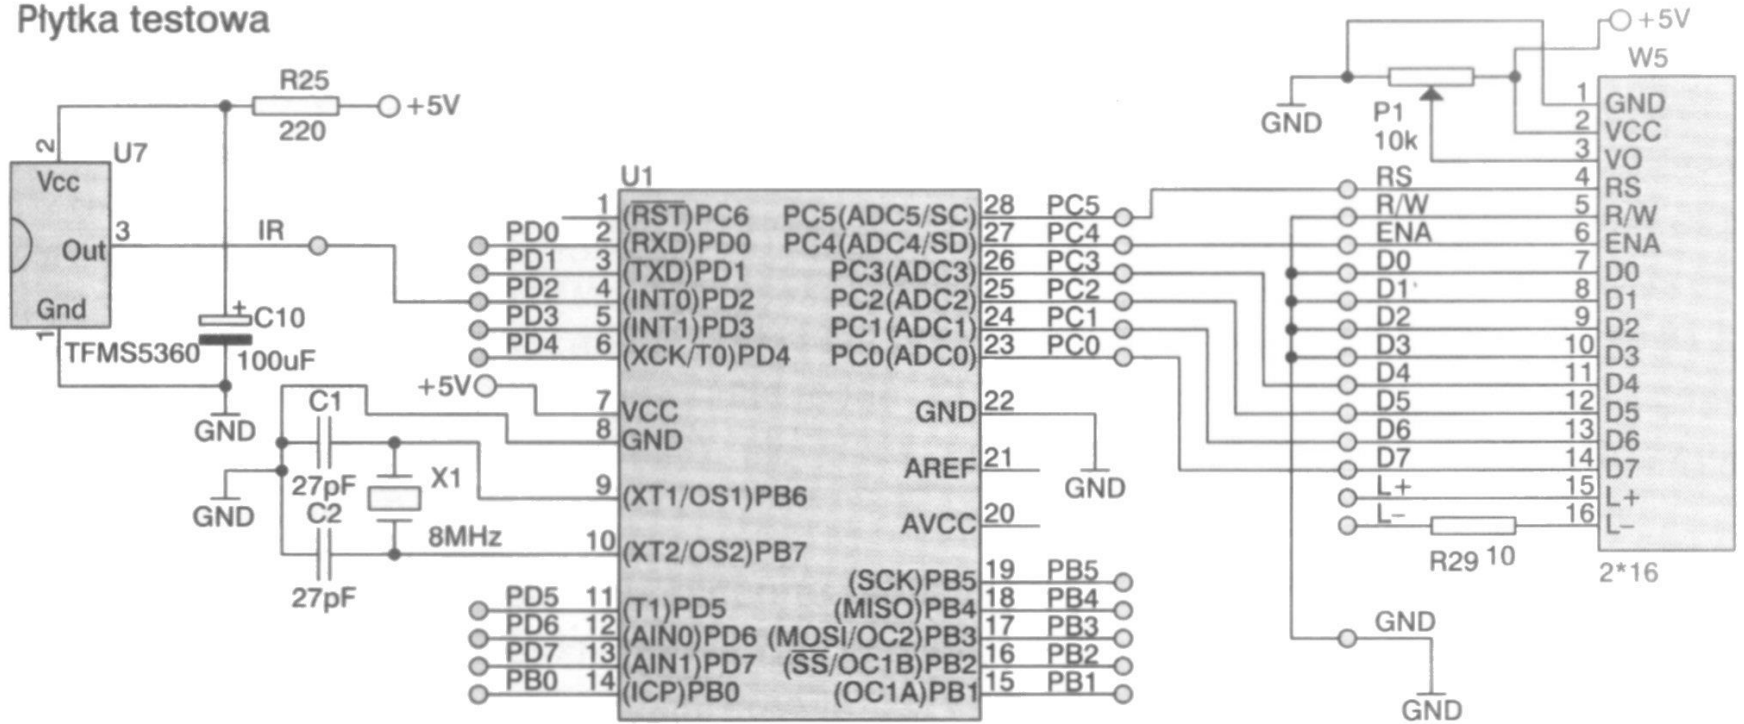 Płytka testowa
R25
220
+5V
2
U7
Vcc
3
Out
IR
Gnd
1
TFMS5360
+
C10
100uF
GND
U1
1 (RST)PC6
PD0 2 (RXD)PD0
PD1 3 (TXD)PD1
PD2 4 (INT0)PD2
PD3 5 (INT1)PD3
PD4 6 (XCK/T0)PD4
+5V 7 VCC
8 GND
C1
27pF
X1
9 (XT1/OS1)PB6
GND
C2
27pF
8MHz
10 (XT2/OS2)PB7
PD5 11 (T1)PD5
PD6 12 (AIN0)PD6
PD7 13 (AIN1)PD7
PB0 14 (ICP)PB0
PC5(ADC5/SC) 28 PC5
PC4(ADC4/SD) 27 PC4
PC3(ADC3) 26 PC3
PC2(ADC2) 25 PC2
PC1(ADC1) 24 PC1
PC0(ADC0) 23 PC0
GND 22
GND
AREF 21
AVCC 20
(SCK)PB5 19 PB5
(MISO)PB4 18 PB4
(MOSI/OC2)PB3 17 PB3
(SS/OC1B)PB2 16 PB2
(OC1A)PB1 15 PB1
+5V
W5
GND
P1
10k
1 GND
2 VCC
3 VO
RS 4 RS
R/W 5 R/W
ENA 6 ENA
D0 7 D0
D1 8 D1
D2 9 D2
D3 10 D3
D4 11 D4
D5 12 D5
D6 13 D6
D7 14 D7
L+ 15 L+
L– 16 L–
R29 10
2*16
GND
GND